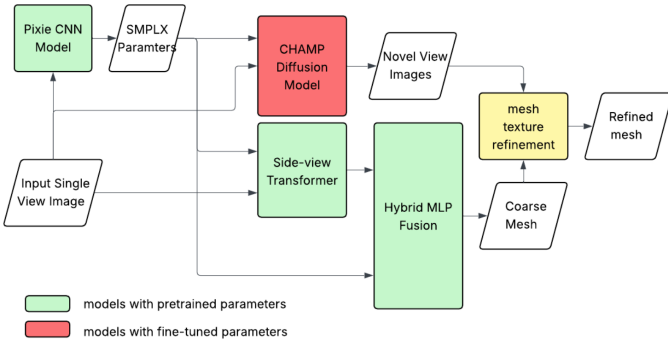 Pixie CNN
Model
SMPLX
Paramters
CHAMP
Diffusion
Model
Novel View
Images
mesh
texture
refinement
Refined
mesh
Input Single
View Image
Side-view
Transformer
Hybrid MLP
Fusion
Coarse
Mesh
models with pretrained parameters
models with fine-tuned parameters